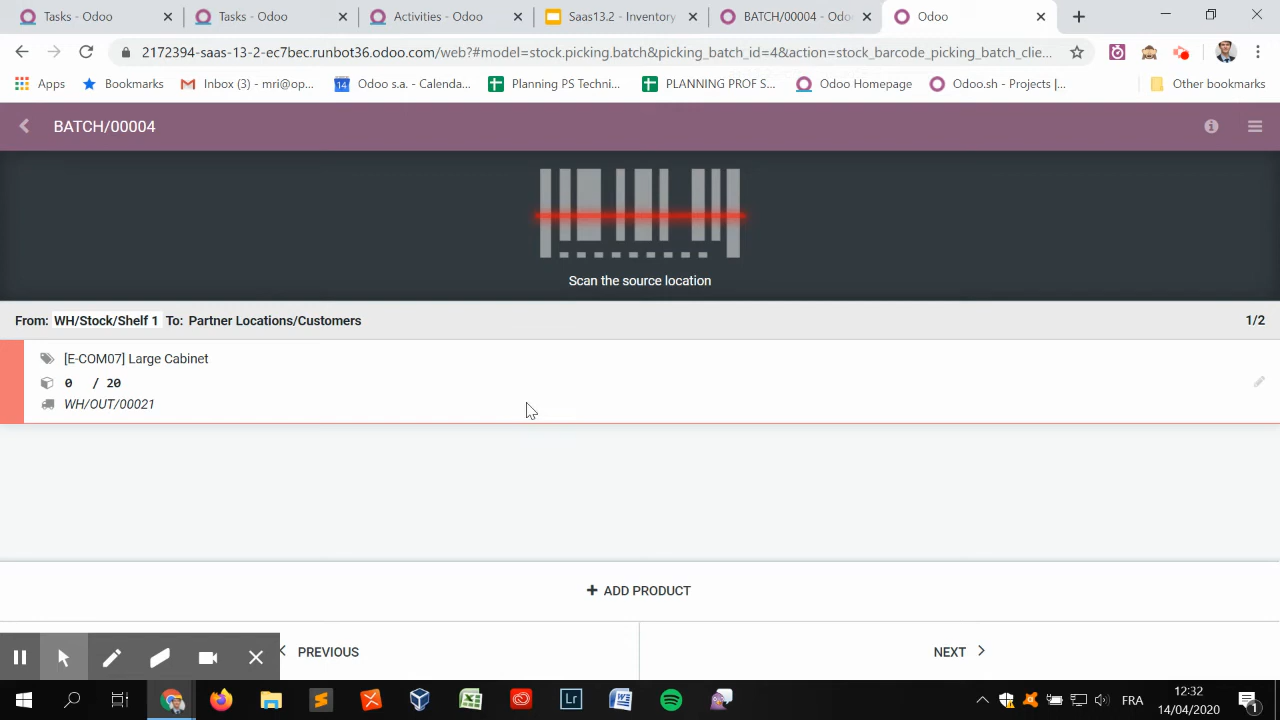 Tasks - Odoo
Tasks - Odoo
Activities - Odoo
Saas13.2 - Inventory
BATCH/00004 - Odo
Odoo
2172394-saas-13-2-ec7bec.runbot36.odoo.com/web?#model=stock.picking.batch&picking_batch_id=4&action=stock_barcode_picking_batch_clie...
Apps
Bookmarks
Inbox (3) - mri@op...
14
Odoo s.a. - Calenda...
Planning PS Techni...
PLANNING PROF S...
Odoo Homepage
Odoo.sh - Projects |...
Other bookmarks
BATCH/00004
Scan the source location
From: WH/Stock/Shelf 1 To: Partner Locations/Customers
1/2
[E-COM07] Large Cabinet
0 / 20
WH/OUT/00021
+ ADD PRODUCT
PREVIOUS
NEXT
Lr
FRA
12:32
14/04/2020
1